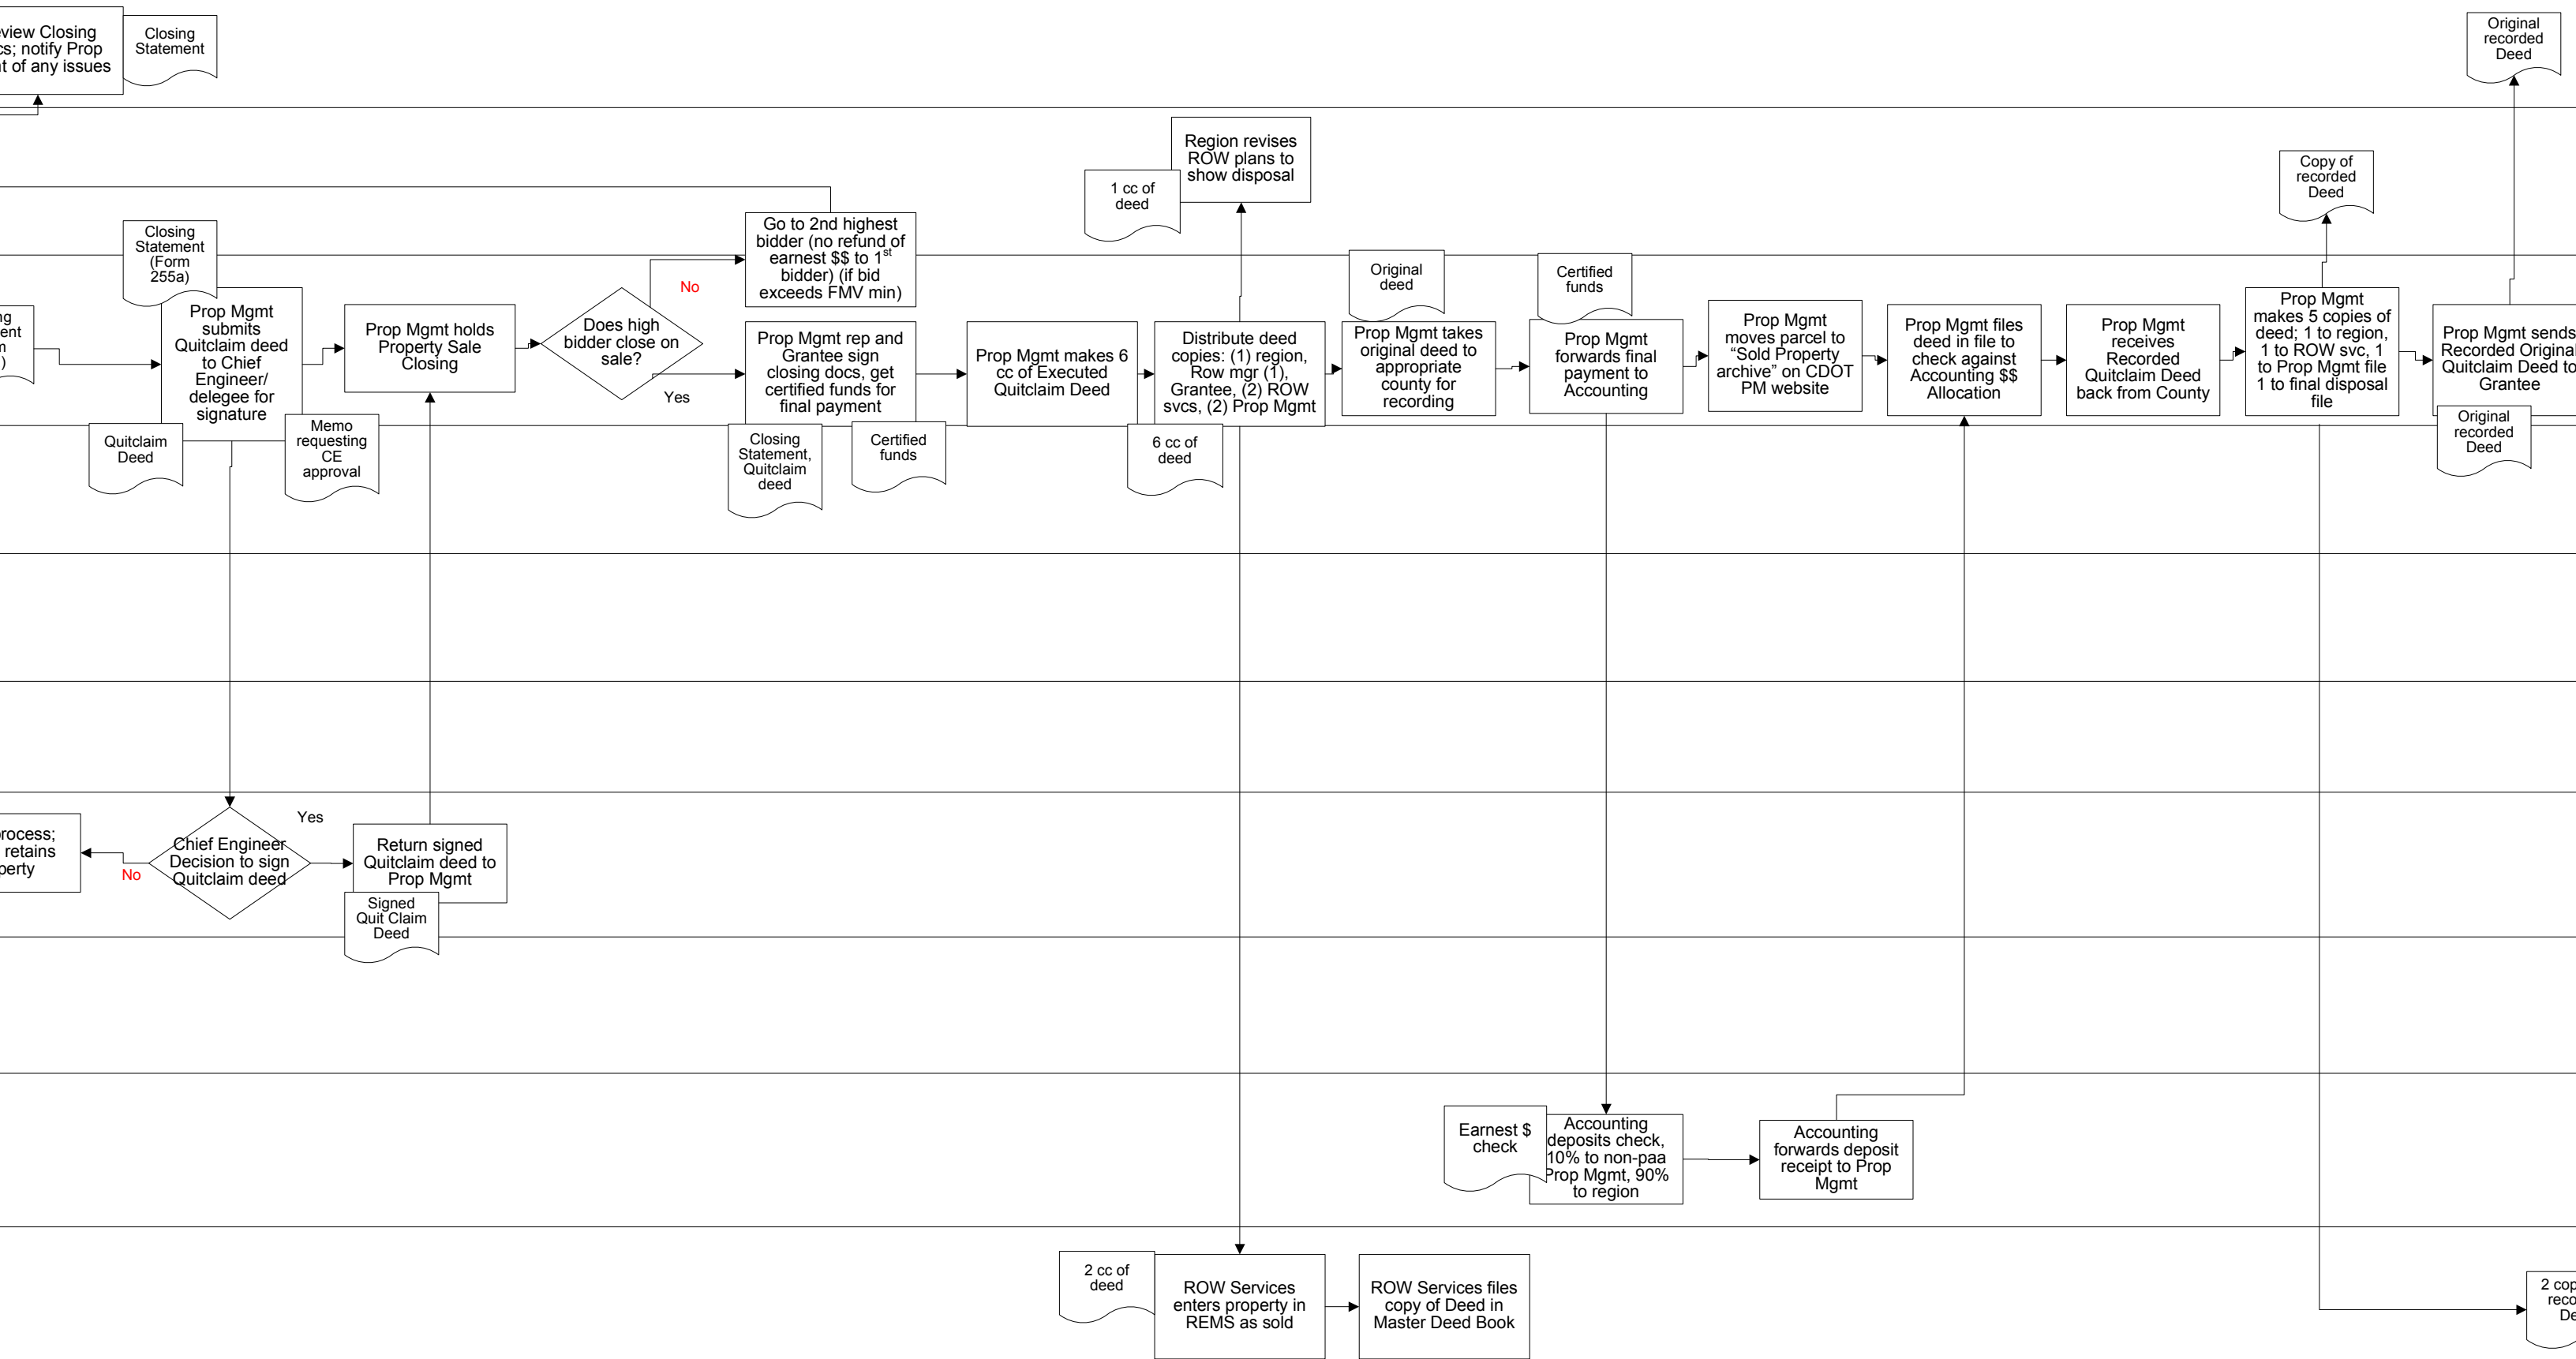 view Closing
cs; notify Prop
t of any issues
Closing
Statement
Original
recorded
Deed
Region revises
ROW plans to
show disposal
1 cc of
deed
Copy of
recorded
Deed
Closing
Statement
(Form
255a)
Go to 2nd highest
bidder (no refund of
earnest $$ to 1st
bidder) (if bid
exceeds FMV min)
No
Original
deed
Certified
funds
ng
ent
m
)
Prop Mgmt
submits
Quitclaim deed
to Chief
Engineer/
delegee for
signature
Prop Mgmt holds
Property Sale
Closing
Does high
bidder close on
sale?
Yes
Prop Mgmt rep and
Grantee sign
closing docs, get
certified funds for
final payment
Prop Mgmt makes 6
cc of Executed
Quitclaim Deed
Distribute deed
copies: (1) region,
Row mgr (1),
Grantee, (2) ROW
svcs, (2) Prop Mgmt
Prop Mgmt takes
original deed to
appropriate
county for
recording
Prop Mgmt
forwards final
payment to
Accounting
Prop Mgmt
moves parcel to
“Sold Property
archive” on CDOT
PM website
Prop Mgmt files
deed in file to
check against
Accounting $$
Allocation
Prop Mgmt
receives
Recorded
Quitclaim Deed
back from County
Prop Mgmt
makes 5 copies of
deed; 1 to region,
1 to ROW svc, 1
to Prop Mgmt file
1 to final disposal
file
Prop Mgmt sends
Recorded Original
Quitclaim Deed to
Grantee
Quitclaim
Deed
Memo
requesting
CE
approval
Closing
Statement,
Quitclaim
deed
Certified
funds
6 cc of
deed
Original
recorded
Deed
rocess;
retains
perty
No
Chief Engineer
Decision to sign
Quitclaim deed
Yes
Return signed
Quitclaim deed to
Prop Mgmt
Signed
Quit Claim
Deed
Earnest $
check
Accounting
deposits check,
10% to non-paa
Prop Mgmt, 90%
to region
Accounting
forwards deposit
receipt to Prop
Mgmt
2 cc of
deed
ROW Services
enters property in
REMS as sold
ROW Services files
copy of Deed in
Master Deed Book
2 cop
reco
De